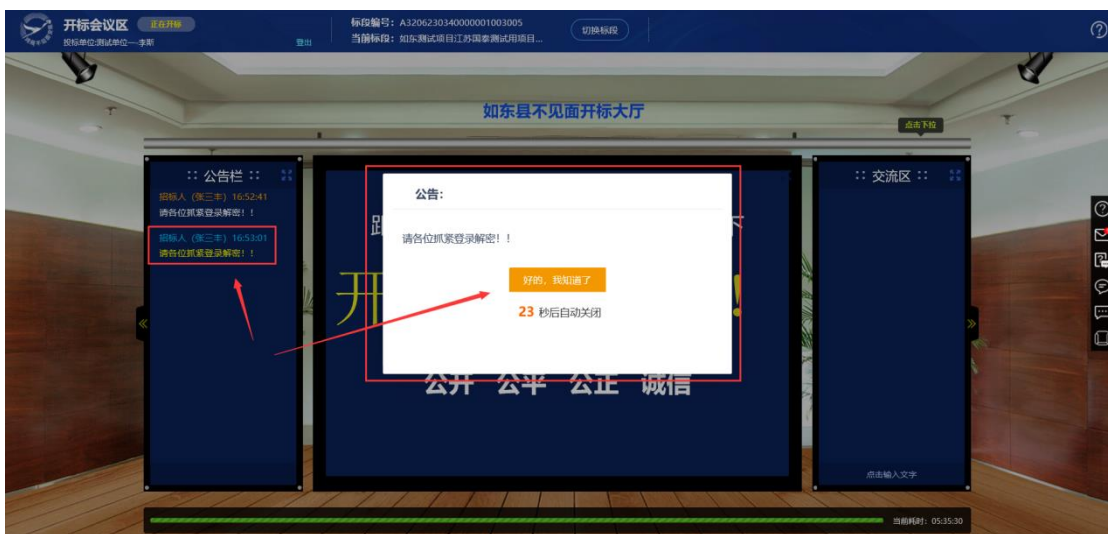 开标会议区 正在开标
投标单位:测试单位一-李斯 登出
标段编号：A3206230340000001003005
当前标段：如东测试项目江苏国泰测试用项目...
切换标段
如东县不见面开标大厅
点击下拉
:: 公告栏 ::
招标人（张三丰）16:52:41
请各位抓紧登录解密！！
招标人（张三丰）16:53:01
请各位抓紧登录解密！！
公告：
请各位抓紧登录解密！！
好的，我知道了
23 秒后自动关闭
开
！
公开 公平 公正 诚信
:: 交流区 ::
点击输入文字
当前耗时：05:35:30